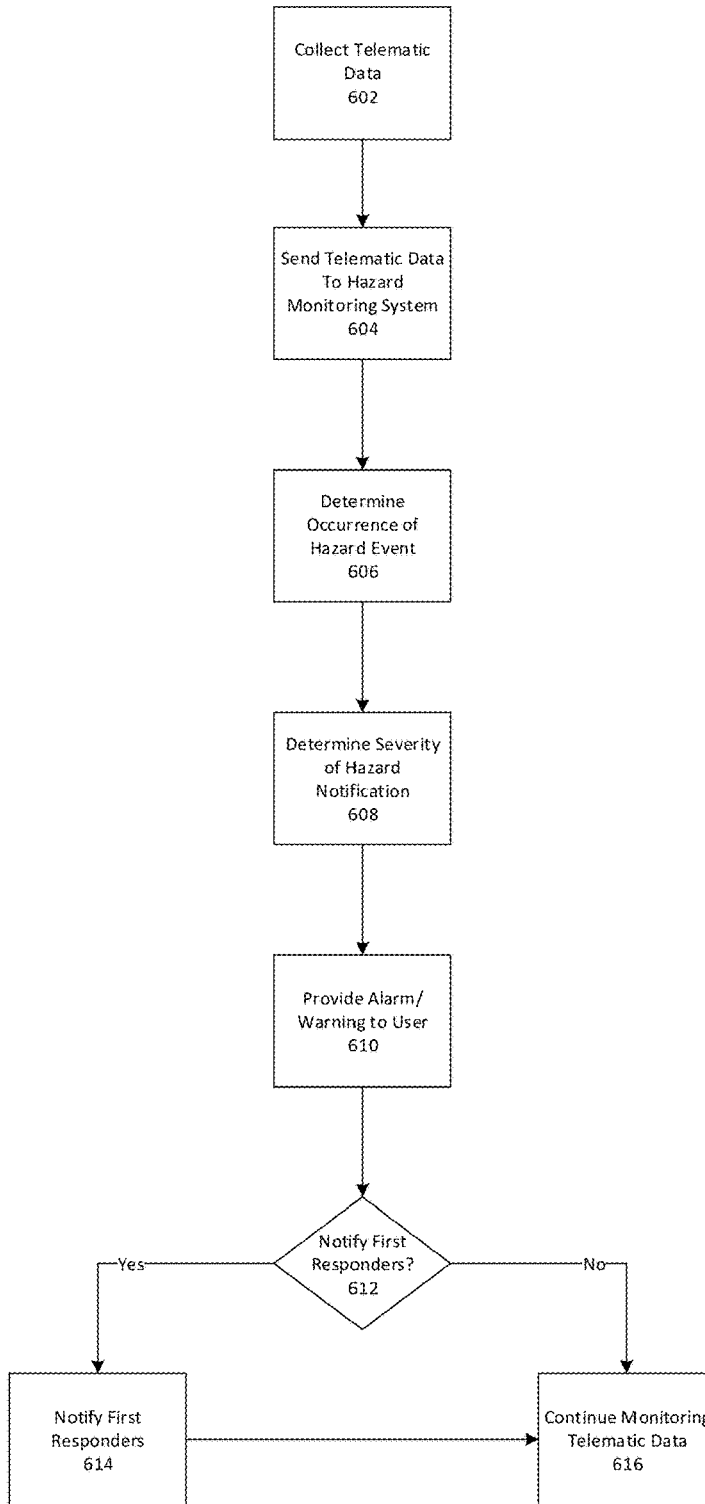 Collect Telematic
Data
602
Send Telematic Data
To Hazard
Monitoring System
604
Determine
Occurrence of
Hazard Event
606
Determine Severity
of Hazard
Notification
608
Provide Alarm/
Warning to User
610
Notify First
Responders?
612
Yes
No
Notify First
Responders
614
Continue Monitoring
Telematic Data
616